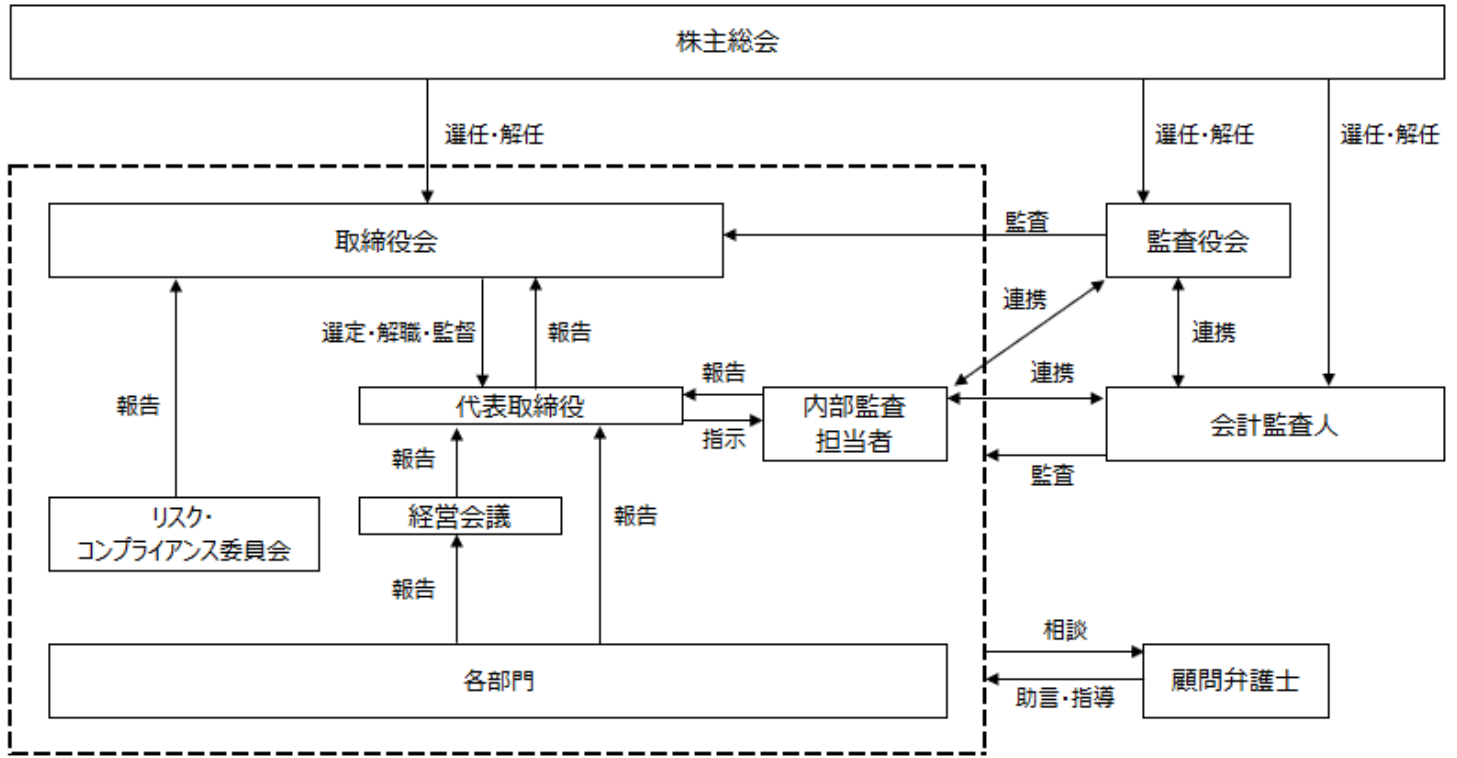 株主総会
選任・解任
選任・解任
選任・解任
取締役会
監査
監査役会
連携
連携
選定・解職・監督
報告
報告
代表取締役
報告
指示
内部監査
担当者
連携
会計監査人
監査
報告
リスク・
コンプライアンス委員会
経営会議
報告
報告
各部門
相談
顧問弁護士
助言・指導